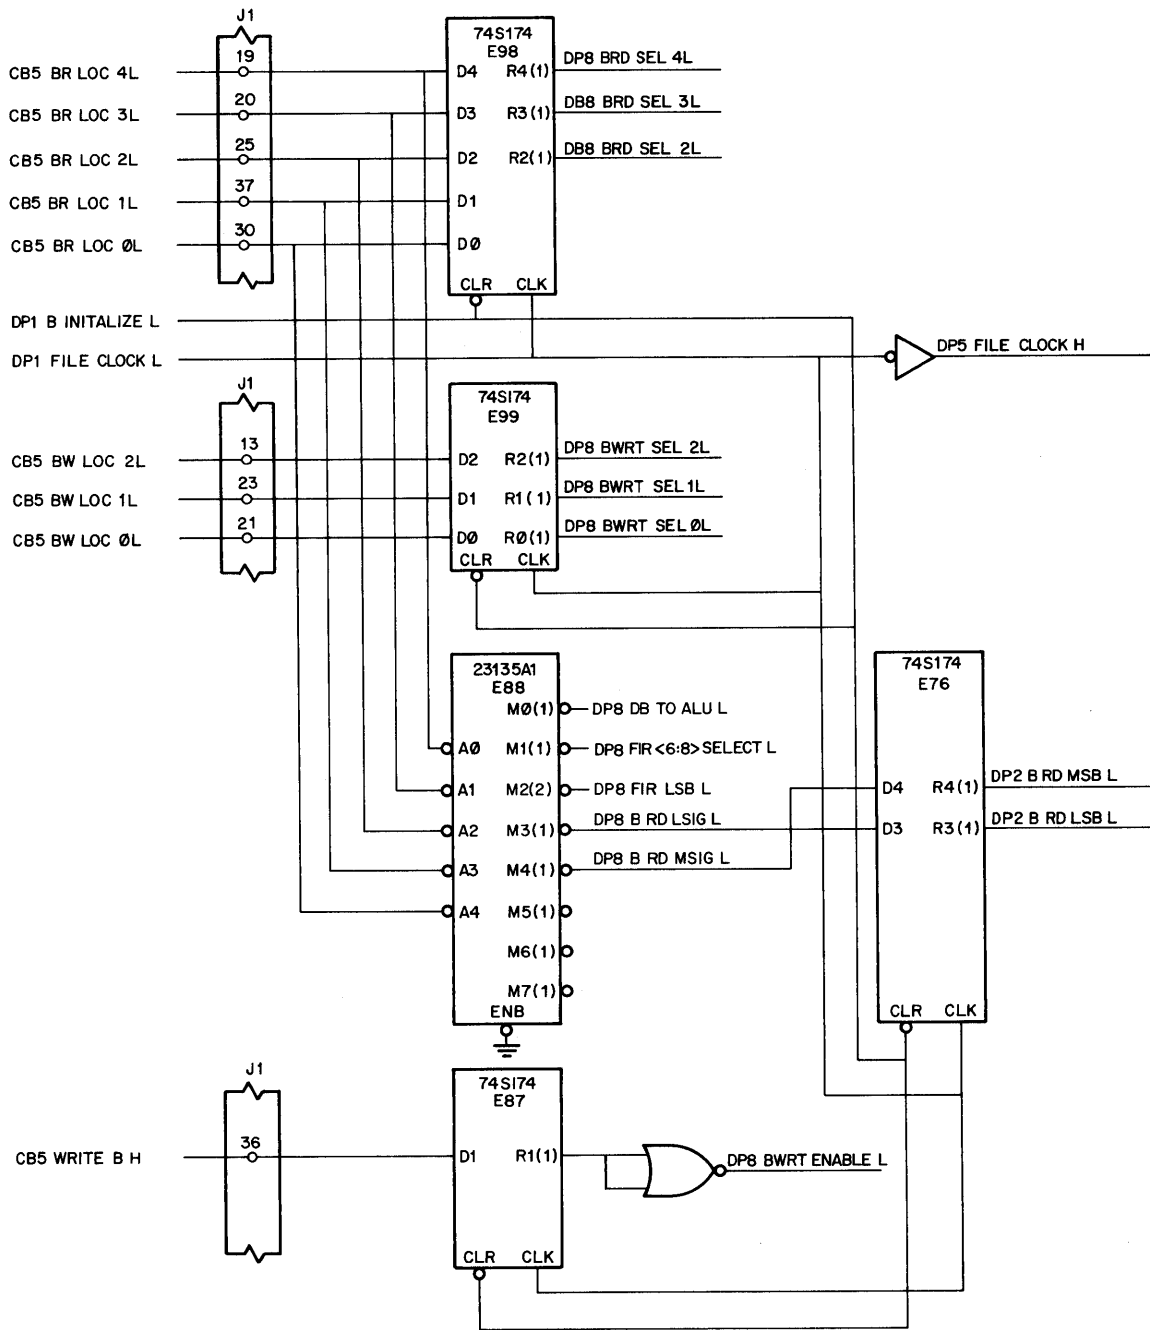 J1
74S174
E98
CB5 BR LOC 4L
19
D4
R4(1)
DP8 BRD SEL 4L
CB5 BR LOC 3L
20
D3
R3(1)
DB8 BRD SEL 3L
CB5 BR LOC 2L
25
D2
R2(1)
DB8 BRD SEL 2L
CB5 BR LOC 1L
37
D1
CB5 BR LOC ØL
30
DØ
CLR
CLK
DP1 B INITALIZE L
DP1 FILE CLOCK L
DP5 FILE CLOCK H
J1
74S174
E99
CB5 BW LOC 2L
13
D2
R2(1)
DP8 BWRT SEL 2L
CB5 BW LOC 1L
23
D1
R1(1)
DP8 BWRT SEL 1L
CB5 BW LOC ØL
21
DØ
RØ(1)
DP8 BWRT SEL ØL
CLR
CLK
23135A1
E88
MØ(1)
DP8 DB TO ALU L
AØ
M1(1)
DP8 FIR<6:8>SELECT L
A1
M2(2)
DP8 FIR LSB L
A2
M3(1)
DP8 B RD LSIG L
A3
M4(1)
DP8 B RD MSIG L
A4
M5(1)
M6(1)
M7(1)
ENB
74S174
E76
D4
R4(1)
DP2 B RD MSB L
D3
R3(1)
DP2 B RD LSB L
CLR
CLK
J1
74S174
E87
CB5 WRITE B H
36
D1
R1(1)
DP8 BWRT ENABLE L
CLR
CLK